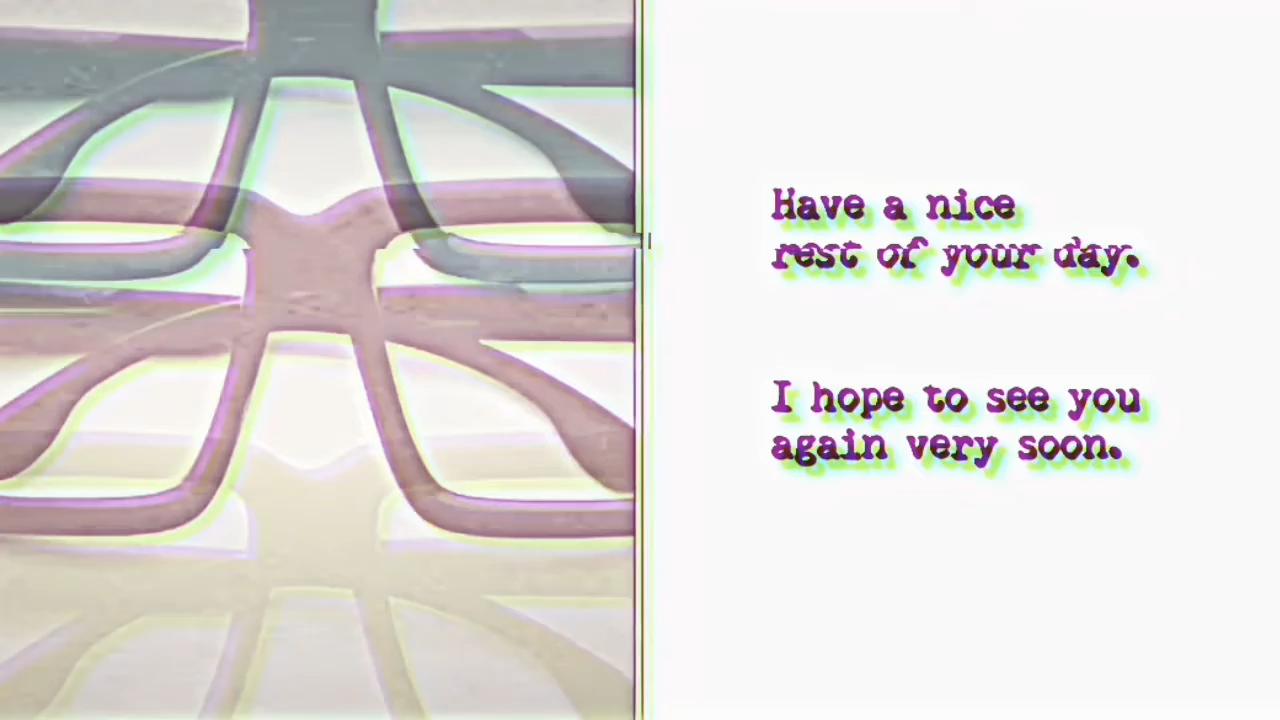 Have a nice
rest of your day.
I hope to see you
again very soon.